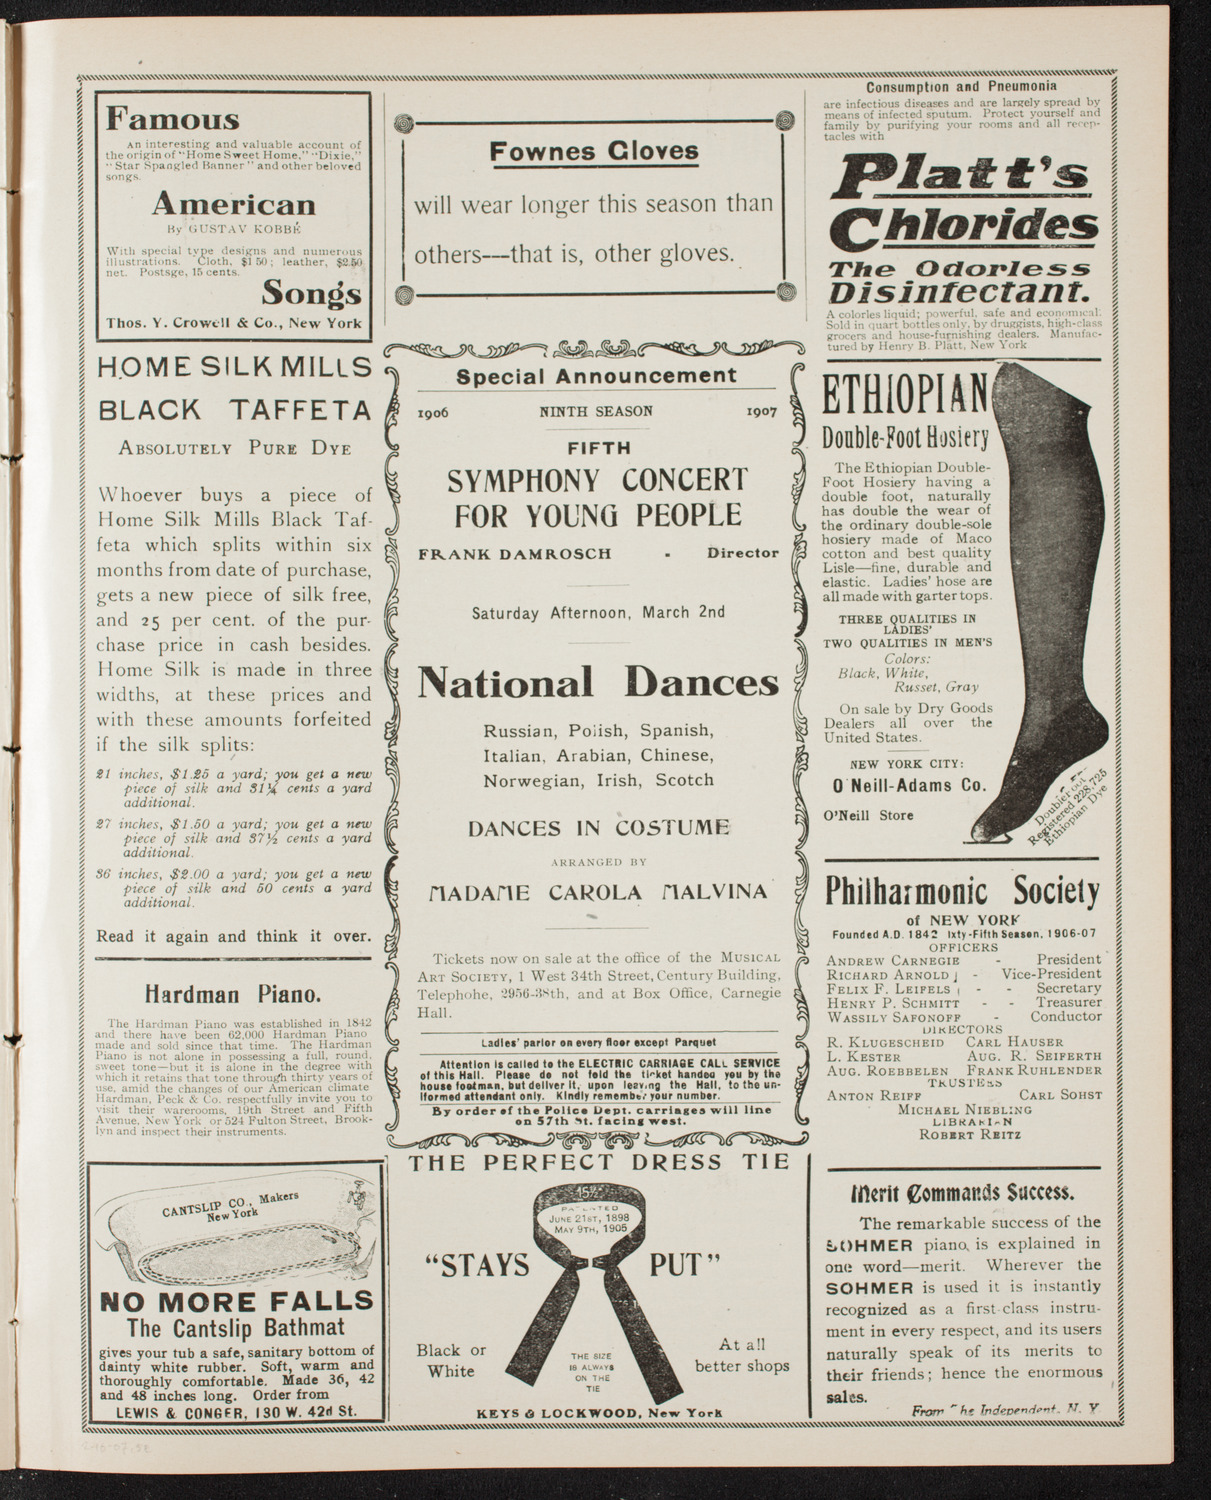 Famous
An interesting and valuable account of
the origin of "Home Sweet Home," "Dixie,"
"Star Spangled Banner" and other beloved
songs.
American
By GUSTAV KOBBÉ
With special type designs and numerous
illustrations. Cloth, $1 50; leather, $2.50
net. Postsge, 15 cents.
Songs
Thos. Y. Crowell & Co., New York
HOME SILK MILLS
BLACK TAFFETA
ABSOLUTELY PURE DYE
Whoever buys a piece of
Home Silk Mills Black Taf-
feta which splits within six
months from date of purchase,
gets a new piece of silk free,
and 25 per cent. of the pur-
chase price in cash besides.
Home Silk is made in three
widths, at these prices and
with these amounts forfeited
if the silk splits:
21 inches, $1.25 a yard; you get a new
piece of silk and 31¼ cents a yard
additional.
27 inches, $1.50 a yard; you get a new
piece of silk and 37½ cents a yard
additional.
36 inches, $2.00 a yard; you get a new
piece of silk and 50 cents a yard
additional.
Read it again and think it over.
Hardman Piano.
The Hardman Piano was established in 1842
and there have been 62,000 Hardman Piano
made and sold since that time. The Hardman
Piano is not alone in possessing a full, round,
sweet tone—but it is alone in the degree with
which it retains that tone through thirty years of
use, amid the changes of our American climate
Hardman, Peck & Co. respectfully invite you to
visit their warerooms, 19th Street and Fifth
Avenue, New York or 524 Fulton Street, Brook-
lyn and inspect their instruments.
CANTSLIP CO., Makers
New York
NO MORE FALLS
The Cantslip Bathmat
gives your tub a safe, sanitary bottom of
dainty white rubber. Soft, warm and
thoroughly comfortable. Made 36, 42
and 48 inches long. Order from
LEWIS & CONGER, 130 W. 42d St.
Fownes Gloves
will wear longer this season than
others---that is, other gloves.
Special Announcement
1906 NINTH SEASON 1907
FIFTH
SYMPHONY CONCERT
FOR YOUNG PEOPLE
FRANK DAMROSCH - Director
Saturday Afternoon, March 2nd
National Dances
Russian, Polish, Spanish,
Italian, Arabian, Chinese,
Norwegian, Irish, Scotch
DANCES IN COSTUME
ARRANGED BY
MADAME CAROLA MALVINA
Tickets now on sale at the office of the MUSICAL
ART SOCIETY, 1 West 34th Street, Century Building,
Telephohe, 2956-38th, and at Box Office, Carnegie
Hall.
Ladies' parlor on every floor except Parquet
Attention is called to the ELECTRIC CARRIAGE CALL SERVICE
of this Hall. Please do not fold the ticket handed you by the
house footman, but deliver it, upon leaving the Hall, to the un-
iformed attendant only. Kindly remember your number.
By order of the Police Dept. carriages will line
on 57th St. facing west.
THE PERFECT DRESS TIE
15½
PATENTED
JUNE 21ST, 1898
MAY 9TH, 1905
"STAYS PUT"
Black or
White
THE SIZE
IS ALWAYS
ON THE
TIE
At all
better shops
KEYS & LOCKWOOD, New York
Consumption and Pneumonia
are infectious diseases and are largely spread by
means of infected sputum. Protect yourself and
family by purifying your rooms and all recep-
tacles with
Platt's
Chlorides
The Odorless
Disinfectant.
A colorles liquid; powerful, safe and economical.
Sold in quart bottles only, by druggists, high-class
grocers and house-furnishing dealers. Manufac-
tured by Henry B. Platt, New York
ETHIOPIAN
Double-Foot Hosiery
The Ethiopian Double-
Foot Hosiery having a
double foot, naturally
has double the wear of
the ordinary double-sole
hosiery made of Maco
cotton and best quality
Lisle—fine, durable and
elastic. Ladies' hose are
all made with garter tops.
THREE QUALITIES IN
LADIES'
TWO QUALITIES IN MEN'S
Colors:
Black, White,
Russet, Gray
On sale by Dry Goods
Dealers all over the
United States.
NEW YORK CITY:
O'Neill-Adams Co.
O'Neill Store
Registered 228,725
Ethiopian Dye
Philharmonic Society
of NEW YORK
Founded A.D. 1842 ixty-Fifth Season, 1906-07
OFFICERS
ANDREW CARNEGIE - President
RICHARD ARNOLD - Vice-President
FELIX F. LEIFELS - - Secretary
HENRY P. SCHMITT - - Treasurer
WASSILY SAFONOFF - Conductor
DIRECTORS
R. KLUGESCHEID CARL HAUSER
L. KESTER AUG. R. SEIFERTH
AUG. ROEBBELEN FRANK RUHLENDER
TRUSTEES
ANTON REIFF CARL SOHST
MICHAEL NIEBLING
LIBRARIAN
ROBERT REITZ
Merit Commands Success.
The remarkable success of the
SOHMER piano, is explained in
one word—merit. Wherever the
SOHMER is used it is instantly
recognized as a first-class instru-
ment in every respect, and its users
naturally speak of its merits to
their friends; hence the enormous
sales.
From The Independent, N. Y